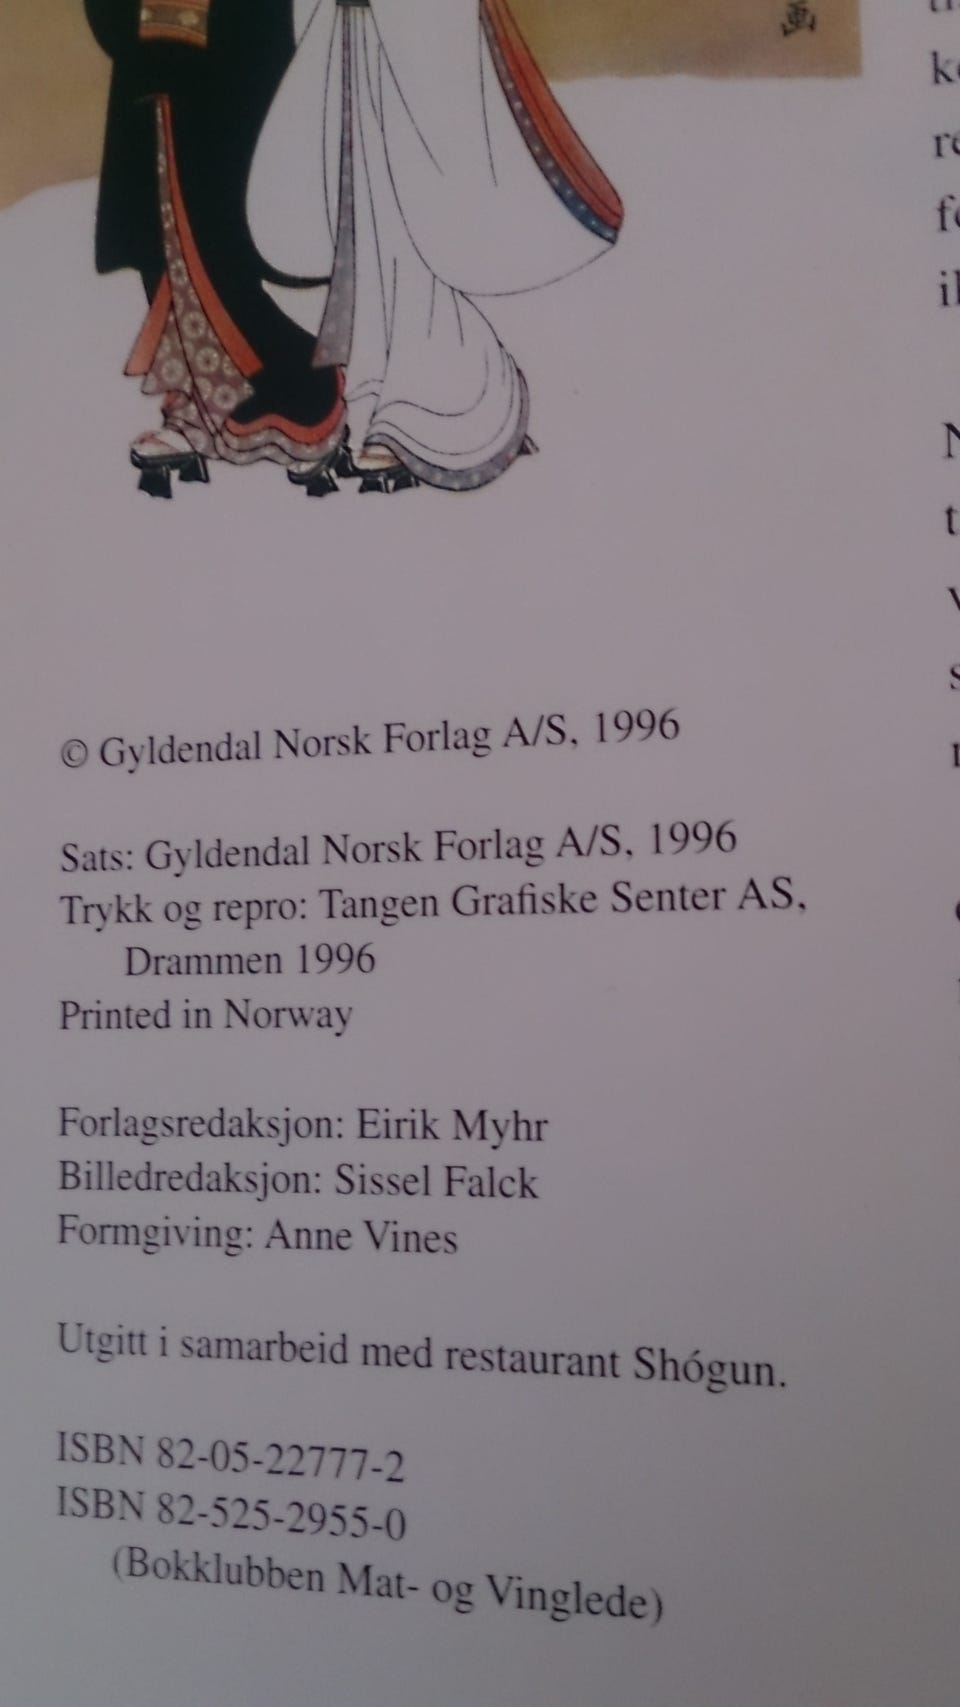 画
© Gyldendal Norsk Forlag A/S, 1996
Sats: Gyldendal Norsk Forlag A/S, 1996
Trykk og repro: Tangen Grafiske Senter AS,
Drammen 1996
Printed in Norway
Forlagsredaksjon: Eirik Myhr
Billedredaksjon: Sissel Falck
Formgiving: Anne Vines
Utgitt i samarbeid med restaurant Shógun.
ISBN 82-05-22777-2
ISBN 82-525-2955-0
(Bokklubben Mat- og Vinglede)